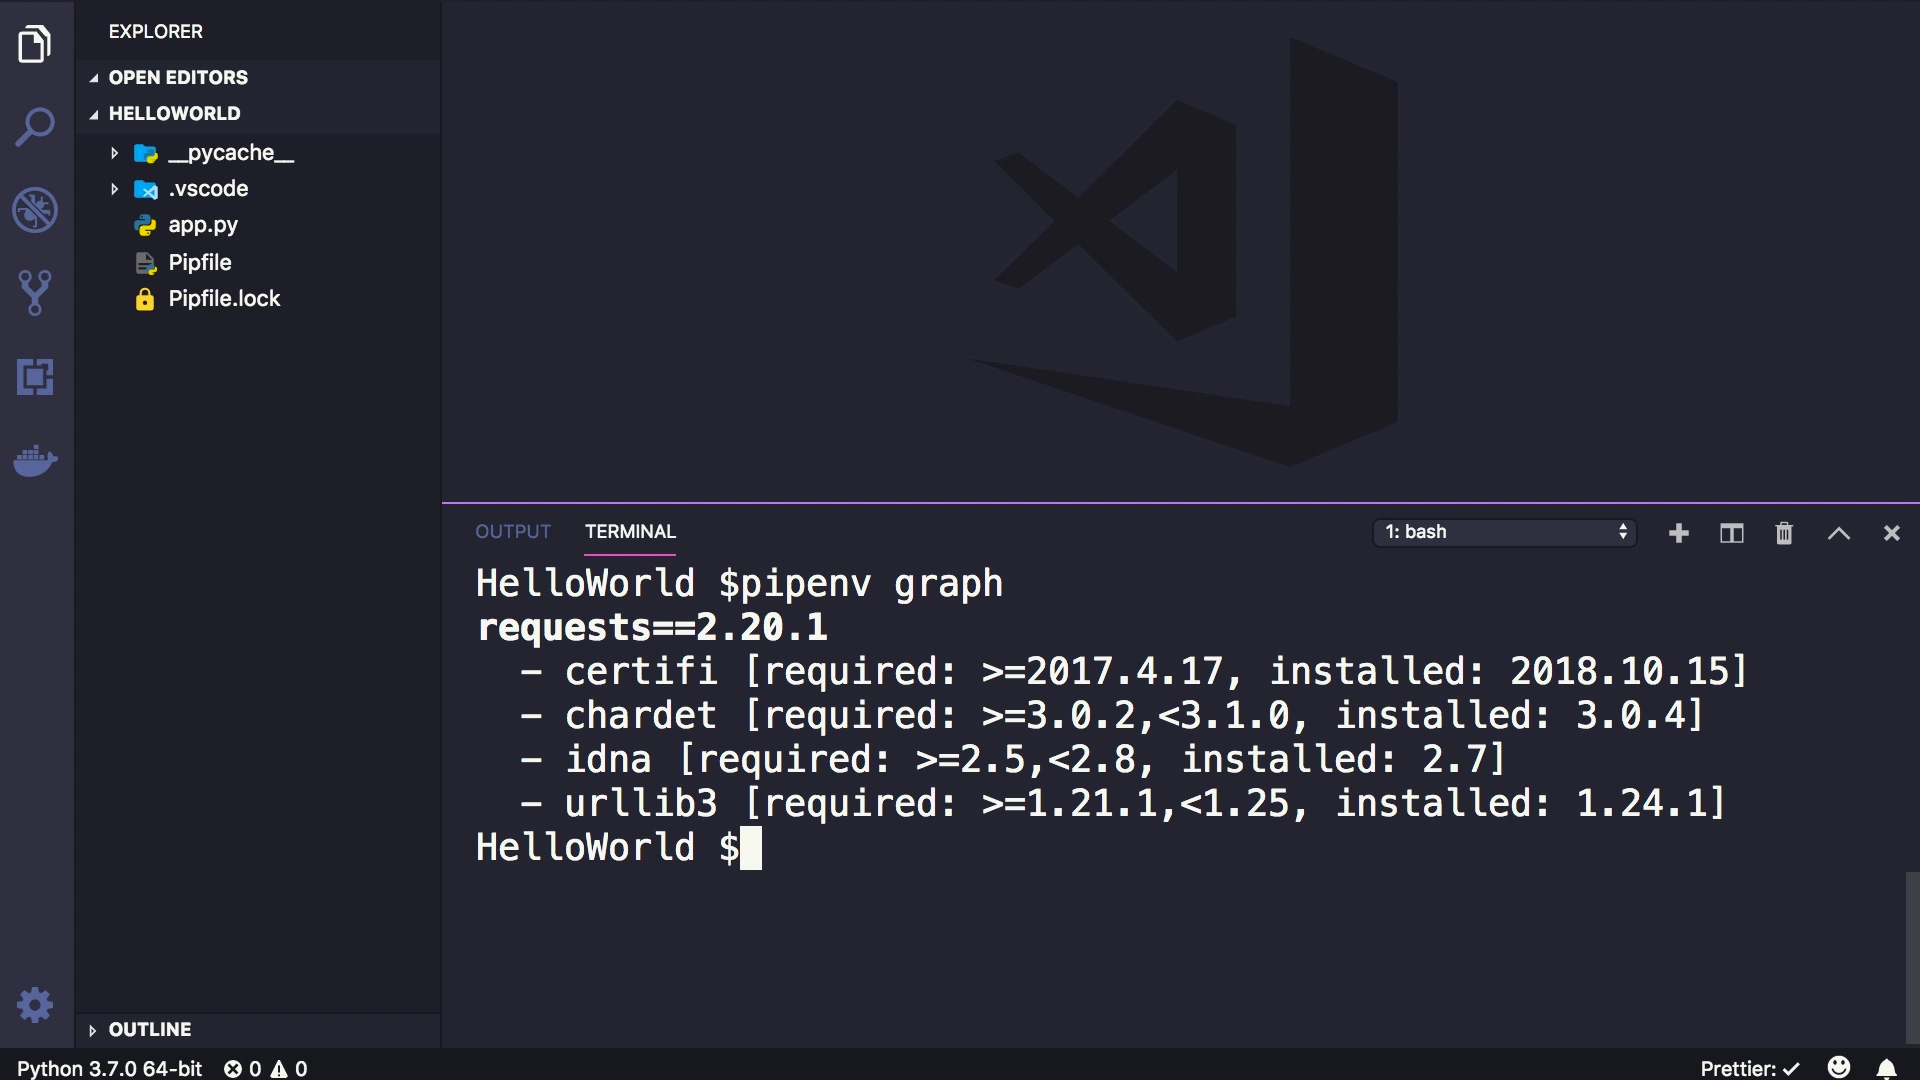 EXPLORER
OPEN EDITORS
HELLOWORLD
__pycache__
.vscode
app.py
Pipfile
Pipfile.lock
OUTLINE
OUTPUT TERMINAL
1: bash
HelloWorld $pipenv graph
requests==2.20.1
  - certifi [required: >=2017.4.17, installed: 2018.10.15]
  - chardet [required: >=3.0.2,<3.1.0, installed: 3.0.4]
  - idna [required: >=2.5,<2.8, installed: 2.7]
  - urllib3 [required: >=1.21.1,<1.25, installed: 1.24.1]
HelloWorld $
Python 3.7.0 64-bit 0 0
Prettier: ✓